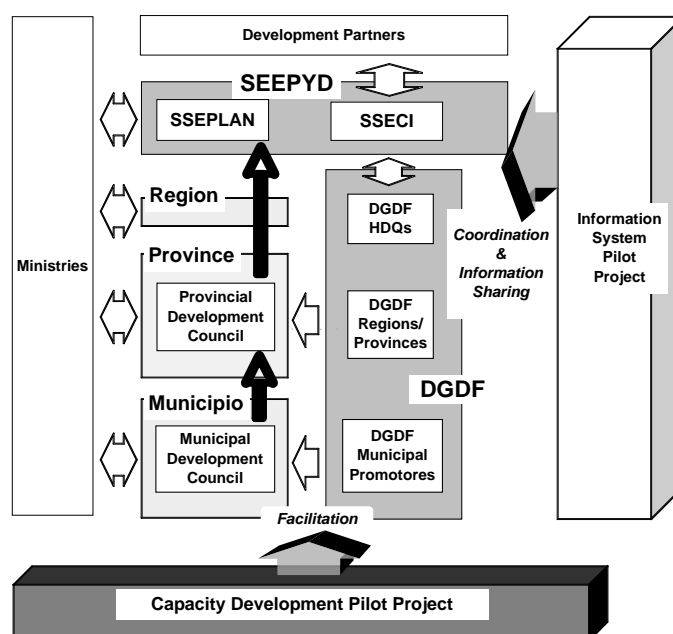 Development Partners
SEEPYD
SSEPLAN
SSECI
Region
DGDF
HDQs
Coordination
&
Information
Sharing
Information
System
Pilot
Project
Ministries
Province
Provincial
Development
Council
DGDF
Regions/
Provinces
DGDF
Municipio
Municipal
Development
Council
DGDF
Municipal
Promotores
Facilitation
Capacity Development Pilot Project